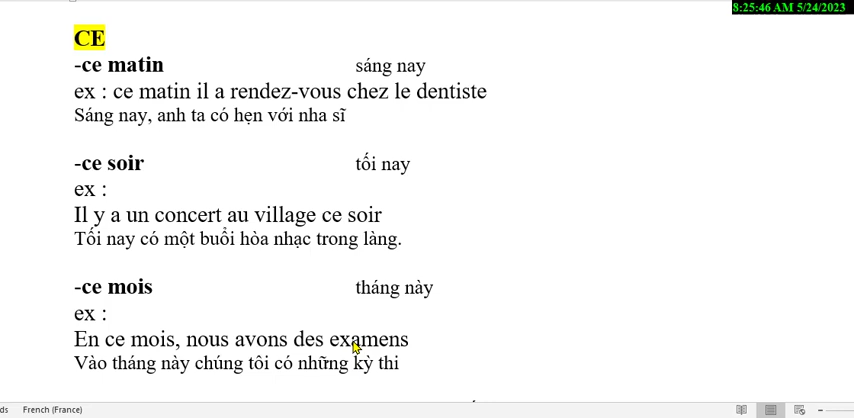 8:25:46 AM 5/24/2023
CE
-ce matin sáng nay
ex : ce matin il a rendez-vous chez le dentiste
Sáng nay, anh ta có hẹn với nha sĩ
-ce soir tối nay
ex :
Il y a un concert au village ce soir
Tối nay có một buổi hòa nhạc trong làng.
-ce mois tháng này
ex :
En ce mois, nous avons des examens
Vào tháng này chúng tôi có những kỳ thi
French (France)